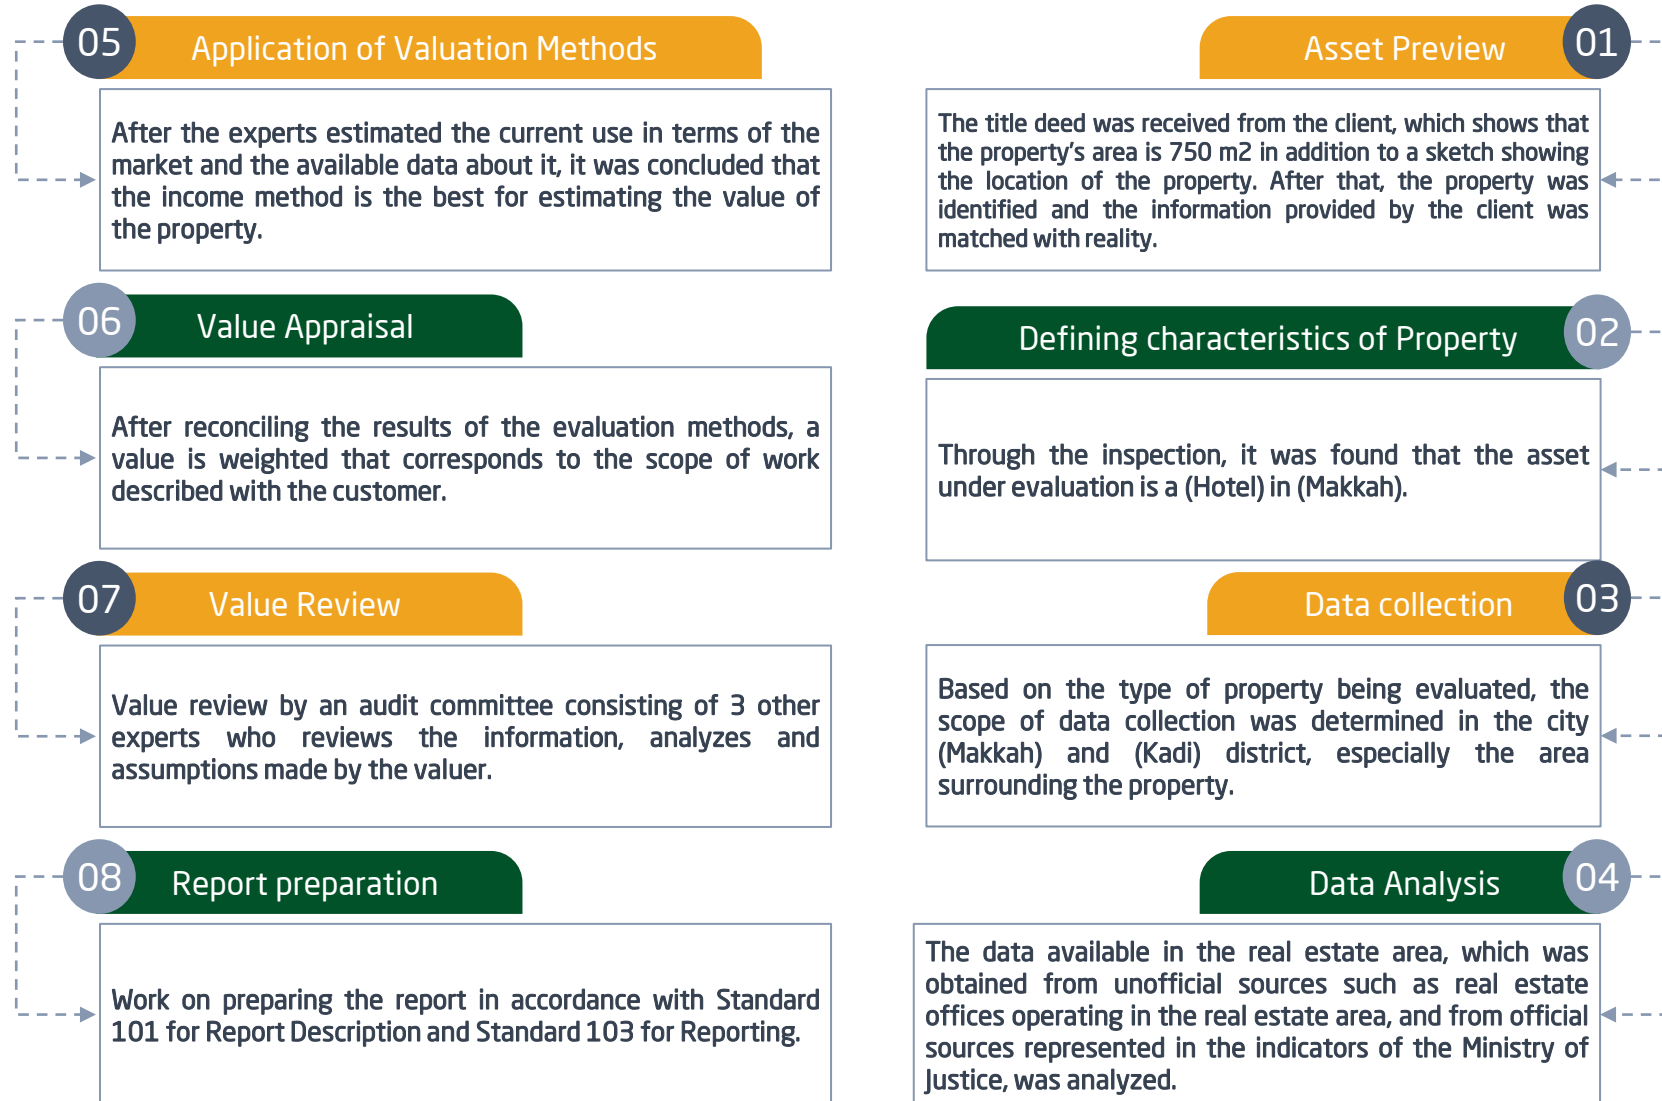 01
Asset Preview
The title deed was received from the client, which shows that
the property's area is 750 m2 in addition to a sketch showing
the location of the property. After that, the property was
identified and the information provided by the client was
matched with reality.
02
Defining characteristics of Property
Through the inspection, it was found that the asset
under evaluation is a (Hotel) in (Makkah).
03
Data collection
Based on the type of property being evaluated, the
scope of data collection was determined in the city
(Makkah) and (Kadi) district, especially the area
surrounding the property.
04
Data Analysis
The data available in the real estate area, which was
obtained from unofficial sources such as real estate
offices operating in the real estate area, and from official
sources represented in the indicators of the Ministry of
Justice, was analyzed.
05
Application of Valuation Methods
After the experts estimated the current use in terms of the
market and the available data about it, it was concluded that
the income method is the best for estimating the value of
the property.
06
Value Appraisal
After reconciling the results of the evaluation methods, a
value is weighted that corresponds to the scope of work
described with the customer.
07
Value Review
Value review by an audit committee consisting of 3 other
experts who reviews the information, analyzes and
assumptions made by the valuer.
08
Report preparation
Work on preparing the report in accordance with Standard
101 for Report Description and Standard 103 for Reporting.